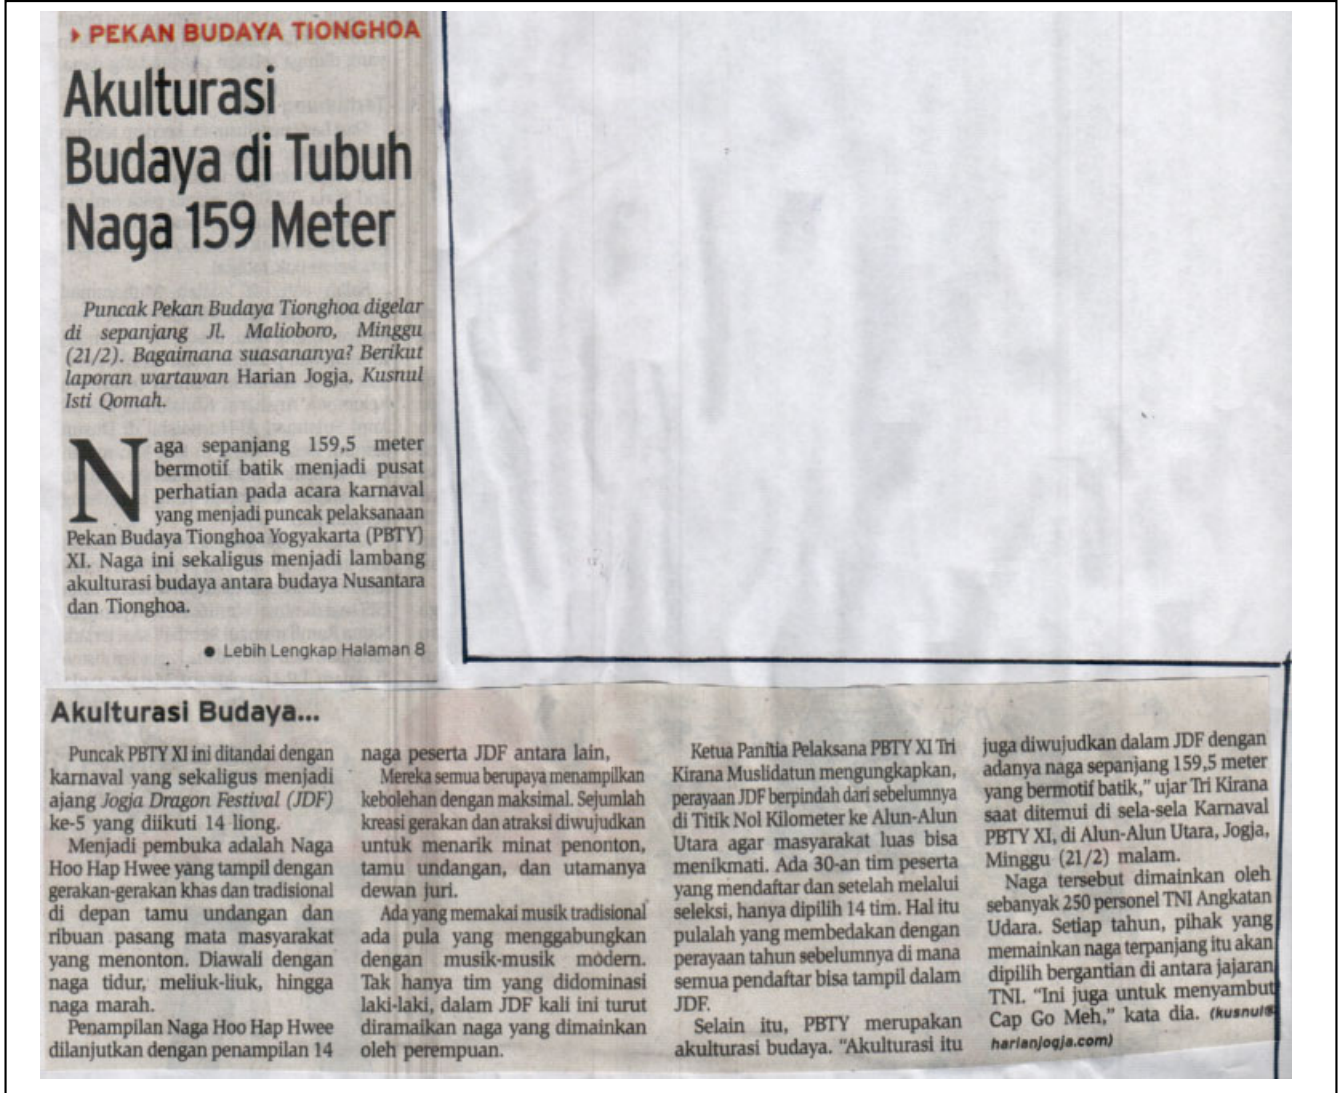 PEKAN BUDAYA TIONGHOA
Akulturasi
Budaya di Tubuh
Naga 159 Meter
Puncak Pekan Budaya Tionghoa digelar
di sepanjang Jl. Malioboro, Minggu
(21/2). Bagaimana suasananya? Berikut
laporan wartawan Harian Jogja, Kusnul
Isti Qomah.
Naga sepanjang 159,5 meter
bermotif batik menjadi pusat
perhatian pada acara karnaval
yang menjadi puncak pelaksanaan
Pekan Budaya Tionghoa Yogyakarta (PBTY)
XI. Naga ini sekaligus menjadi lambang
akulturasi budaya antara budaya Nusantara
dan Tionghoa.
● Lebih Lengkap Halaman 8
Akulturasi Budaya...
Puncak PBTY XI ini ditandai dengan
karnaval yang sekaligus menjadi
ajang Jogja Dragon Festival (JDF)
ke-5 yang diikuti 14 liong.
Menjadi pembuka adalah Naga
Hoo Hap Hwee yang tampil dengan
gerakan-gerakan khas dan tradisional
di depan tamu undangan dan
ribuan pasang mata masyarakat
yang menonton. Diawali dengan
naga tidur, meliuk-liuk, hingga
naga marah.
Penampilan Naga Hoo Hap Hwee
dilanjutkan dengan penampilan 14
naga peserta JDF antara lain,
Mereka semua berupaya menampilkan
kebolehan dengan maksimal. Sejumlah
kreasi gerakan dan atraksi diwujudkan
untuk menarik minat penonton,
tamu undangan, dan utamanya
dewan juri.
Ada yang memakai musik tradisional
ada pula yang menggabungkan
dengan musik-musik modern.
Tak hanya tim yang didominasi
laki-laki, dalam JDF kali ini turut
diramaikan naga yang dimainkan
oleh perempuan.
Ketua Panitia Pelaksana PBTY XI Tri
Kirana Muslidatun mengungkapkan,
perayaan JDF berpindah dari sebelumnya
di Titik Nol Kilometer ke Alun-Alun
Utara agar masyarakat luas bisa
menikmati. Ada 30-an tim peserta
yang mendaftar dan setelah melalui
seleksi, hanya dipilih 14 tim. Hal itu
pulalah yang membedakan dengan
perayaan tahun sebelumnya di mana
semua pendaftar bisa tampil dalam
JDF.
Selain itu, PBTY merupakan
akulturasi budaya. “Akulturasi itu
juga diwujudkan dalam JDF dengan
adanya naga sepanjang 159,5 meter
yang bermotif batik,” ujar Tri Kirana
saat ditemui di sela-sela Karnaval
PBTY XI, di Alun-Alun Utara, Jogja,
Minggu (21/2) malam.
Naga tersebut dimainkan oleh
sebanyak 250 personel TNI Angkatan
Udara. Setiap tahun, pihak yang
memainkan naga terpanjang itu akan
dipilih bergantian di antara jajaran
TNI. “Ini juga untuk menyambut
Cap Go Meh,” kata dia. (kusnul@
harianjogja.com)